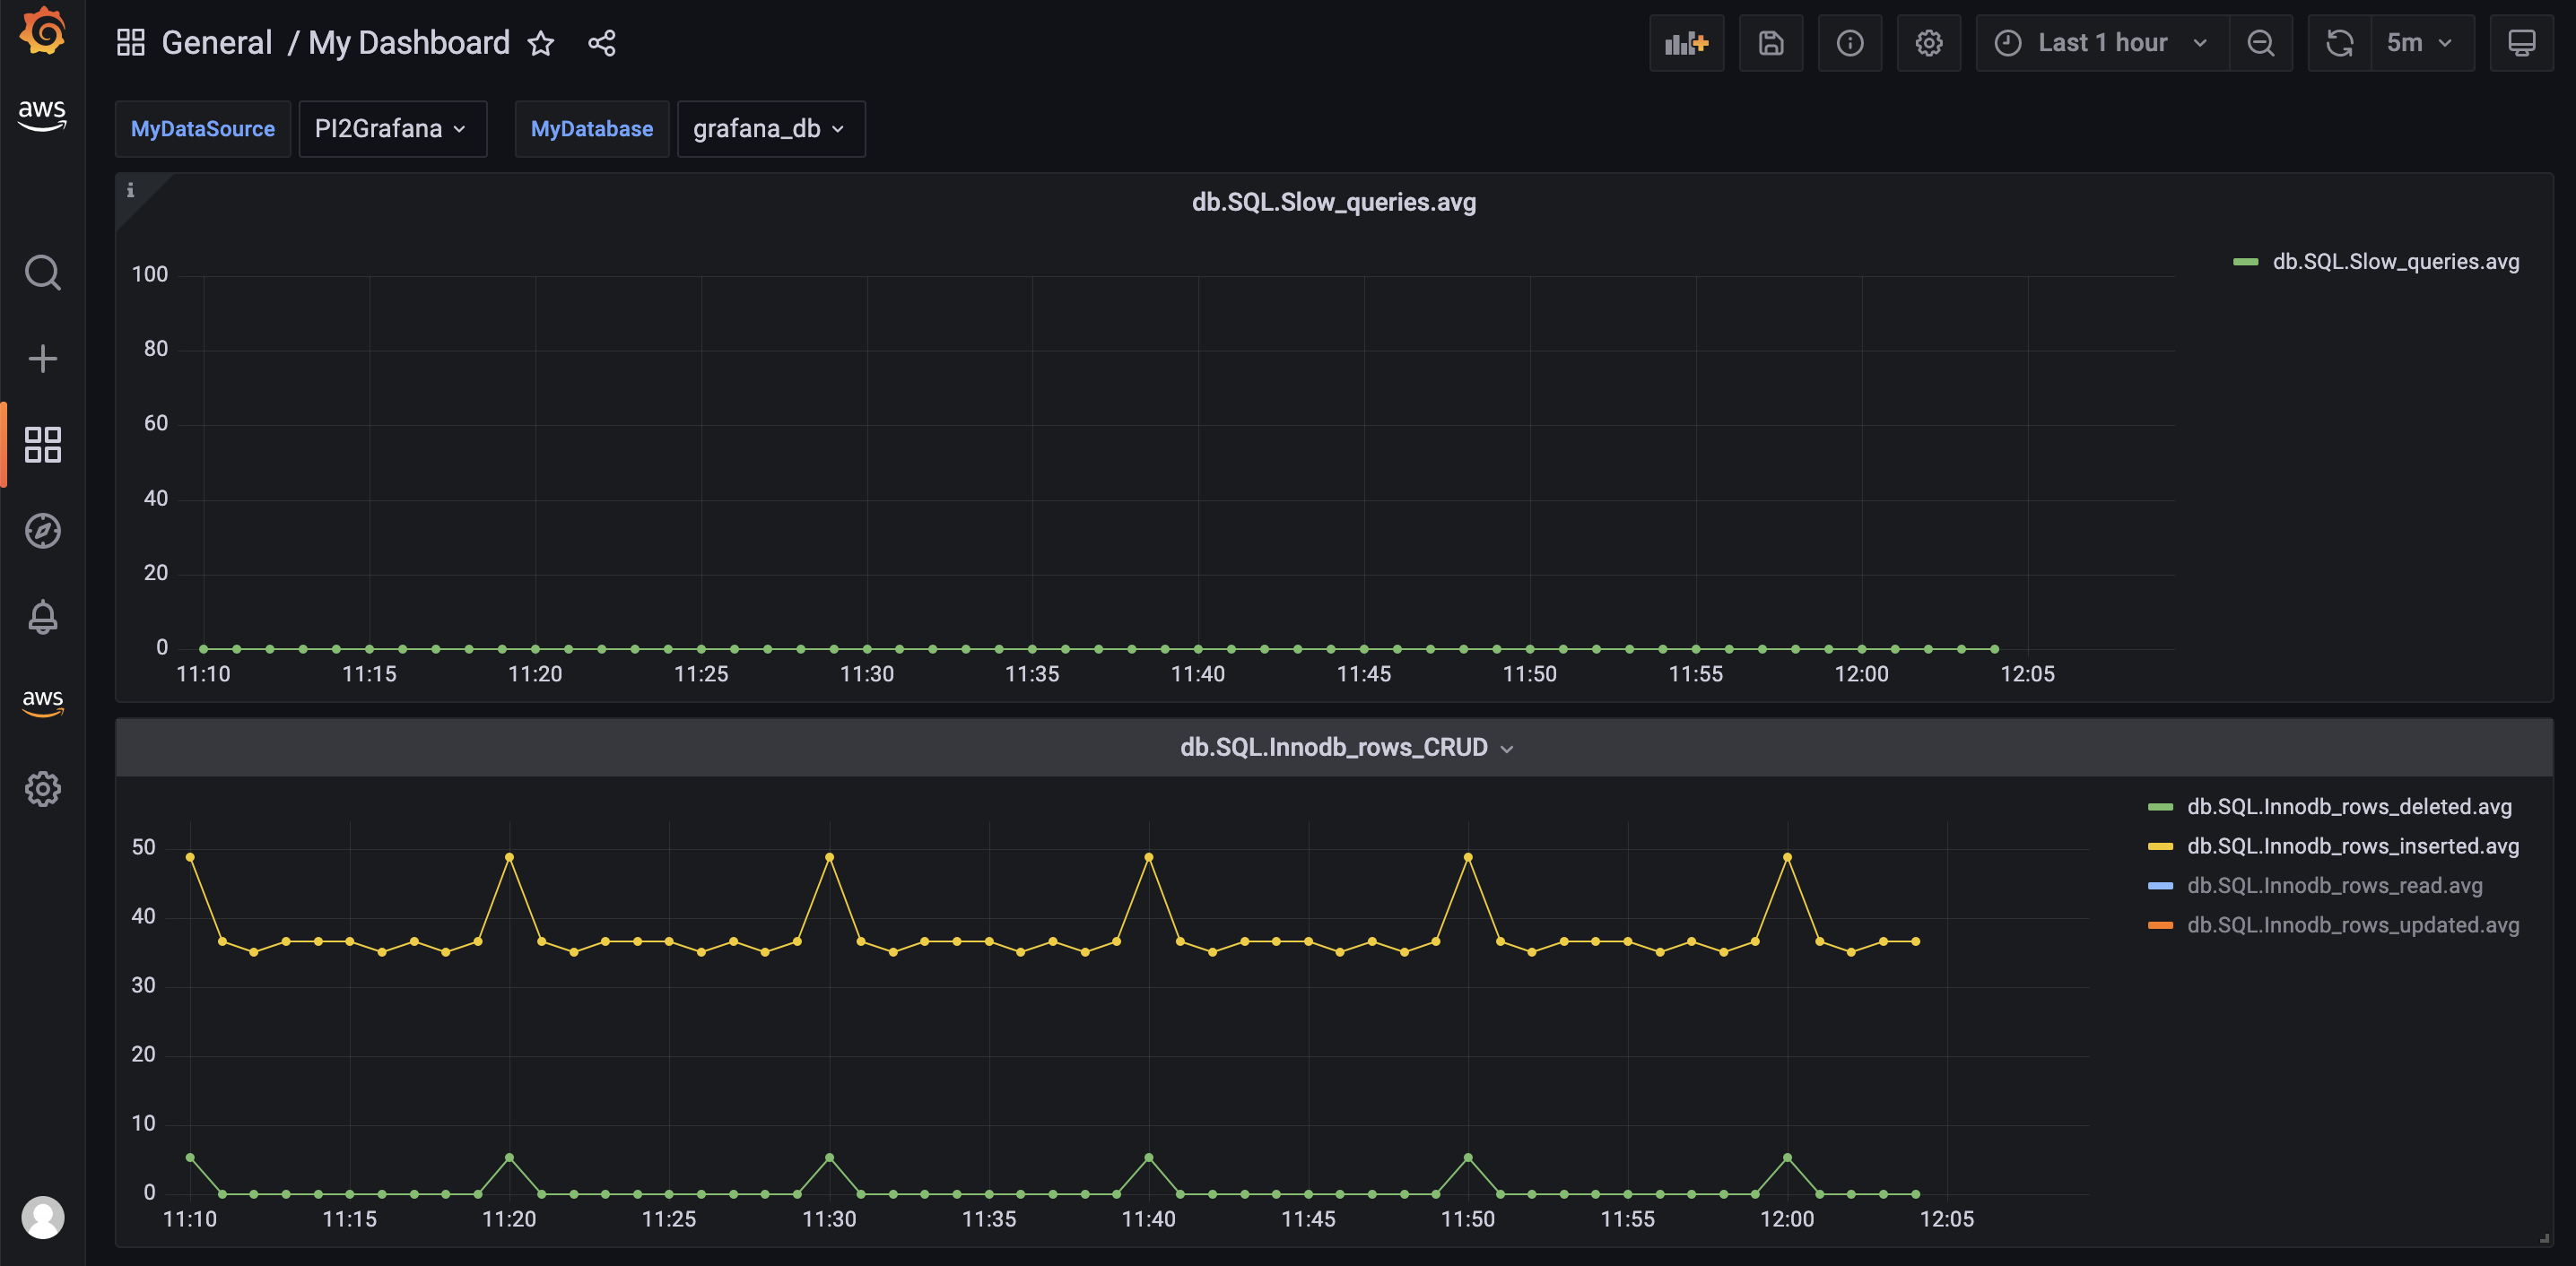 General / My Dashboard
Last 1 hour
5m
aws
MyDataSource PI2Grafana MyDatabase grafana_db
i
db.SQL.Slow_queries.avg
db.SQL.Slow_queries.avg
100
80
60
40
20
0
11:10 11:15 11:20 11:25 11:30 11:35 11:40 11:45 11:50 11:55 12:00 12:05
aws
db.SQL.Innodb_rows_CRUD
db.SQL.Innodb_rows_deleted.avg
db.SQL.Innodb_rows_inserted.avg
db.SQL.Innodb_rows_read.avg
db.SQL.Innodb_rows_updated.avg
50
40
30
20
10
0
11:10 11:15 11:20 11:25 11:30 11:35 11:40 11:45 11:50 11:55 12:00 12:05